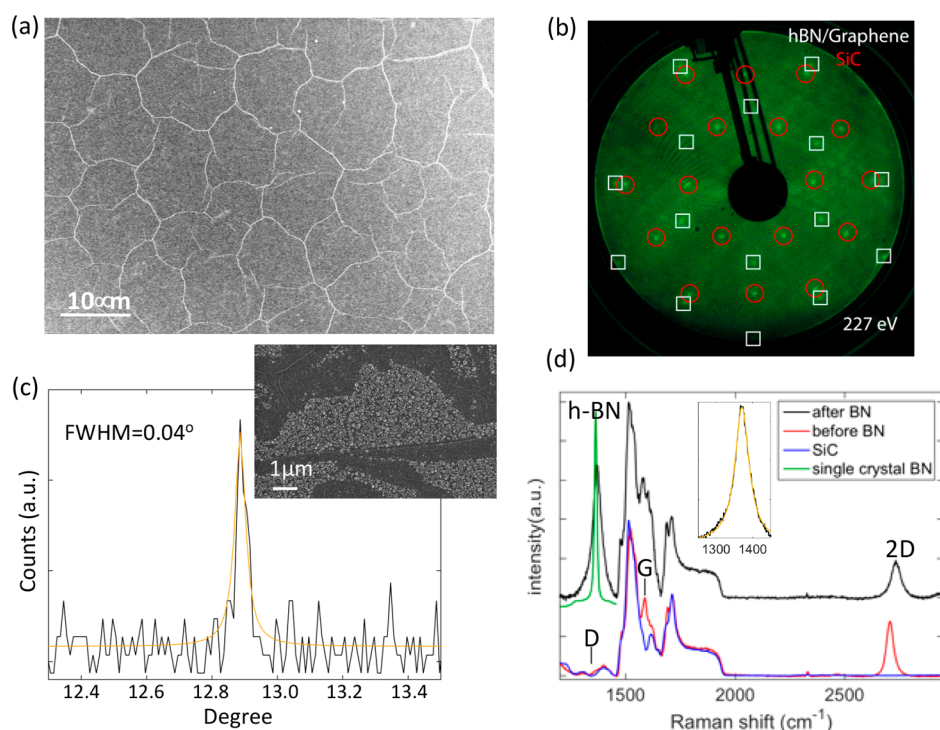 (a)
10∝m
(b)
hBN/Graphene
SiC
227 eV
(c)
FWHM=0.04°
1μm
Counts (a.u.)
12.4 12.6 12.8 13.0 13.2 13.4
Degree
(d)
h-BN
after BN
before BN
SiC
single crystal BN
1300 1400
G
2D
D
intensity(a.u.)
1500 2000 2500
Raman shift (cm-1)